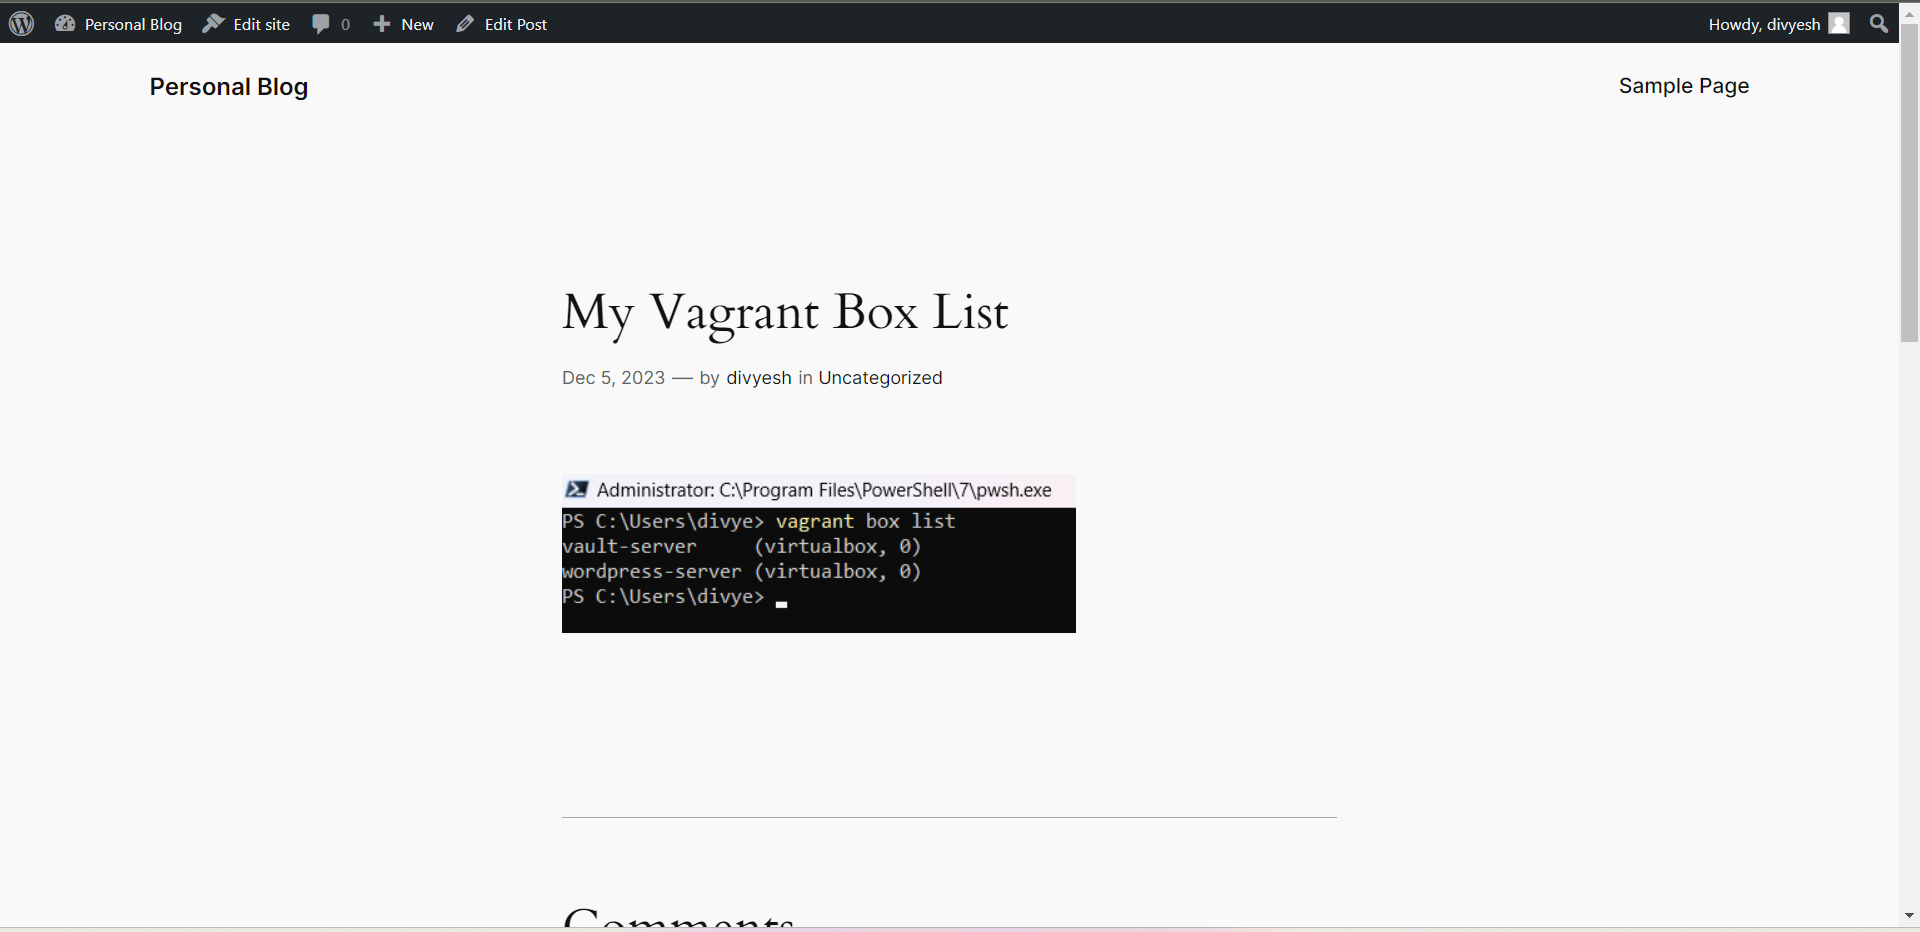 Personal Blog Edit site 0 New Edit Post Howdy, divyesh
Personal Blog Sample Page
My Vagrant Box List
Dec 5, 2023 — by divyesh in Uncategorized
Administrator: C:\Program Files\PowerShell\7\pwsh.exe
PS C:\Users\divye> vagrant box list
vault-server (virtualbox, 0)
wordpress-server (virtualbox, 0)
PS C:\Users\divye>
Comments